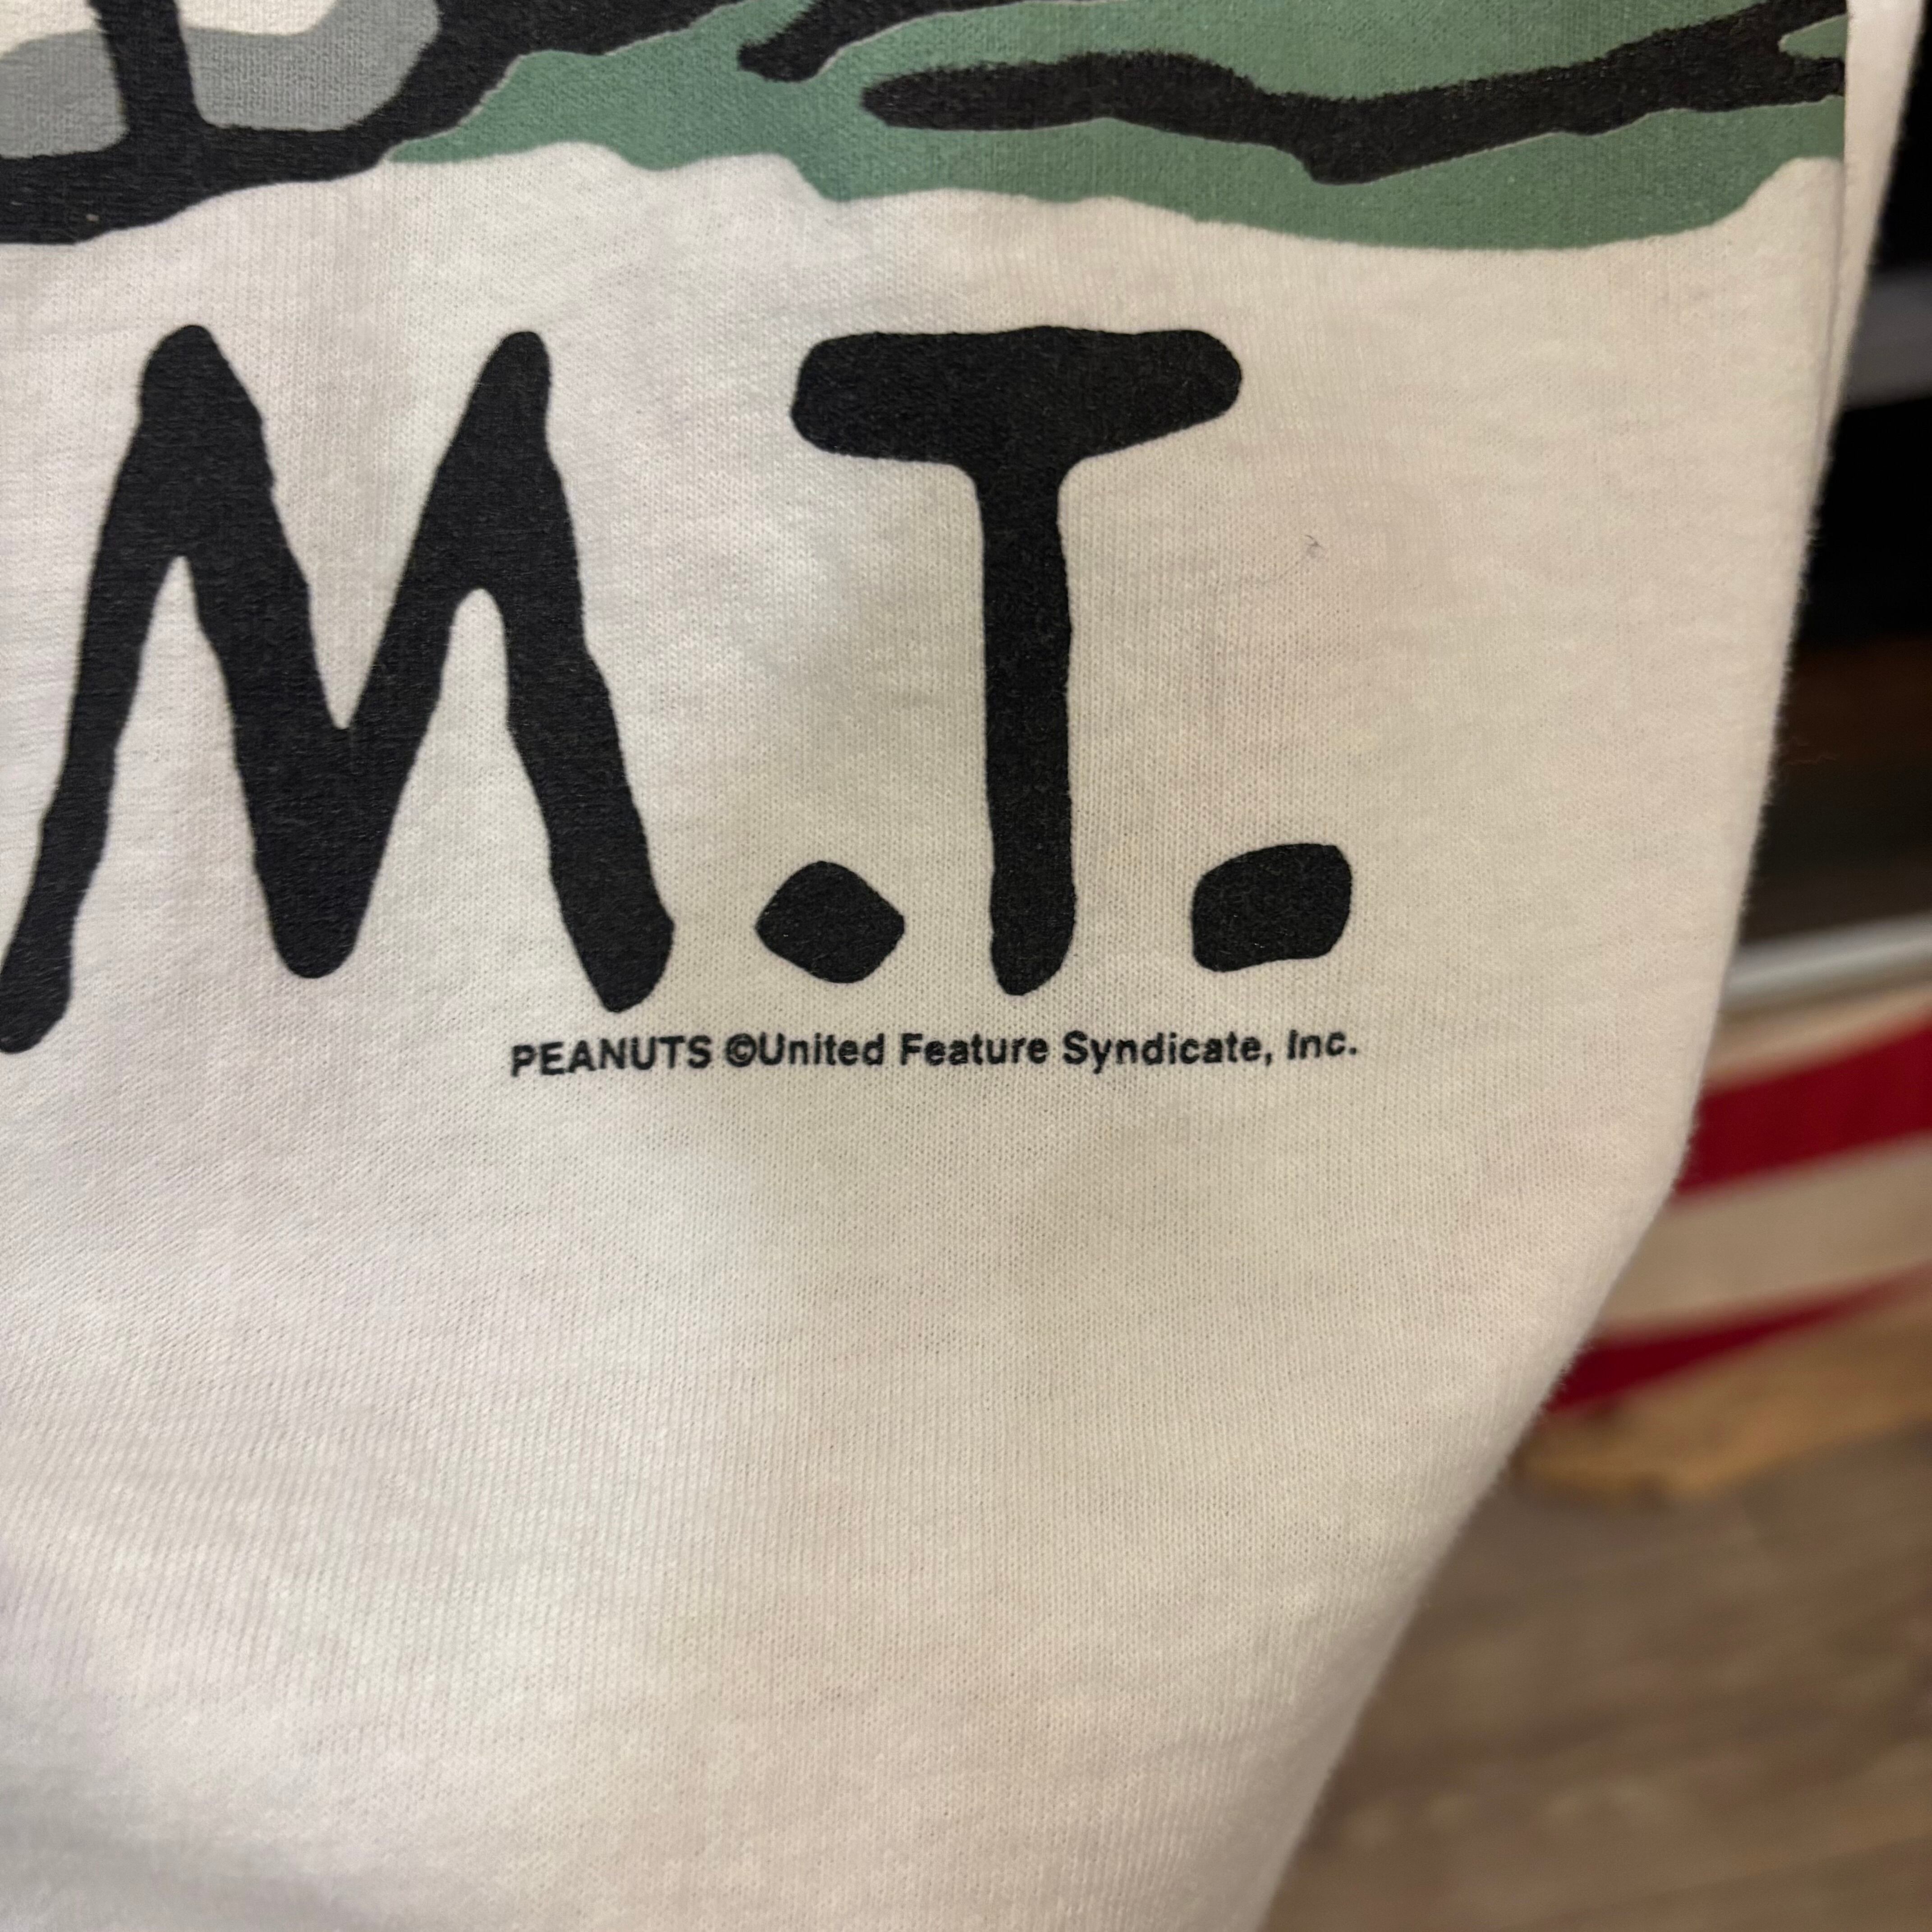 M.T.
PEANUTS ©United Feature Syndicate, Inc.